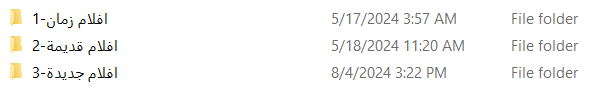 1-افلام زمان 5/17/2024 3:57 AM File folder
2-افلام قديمة 5/18/2024 11:20 AM File folder
3-افلام جديدة 8/4/2024 3:22 PM File folder